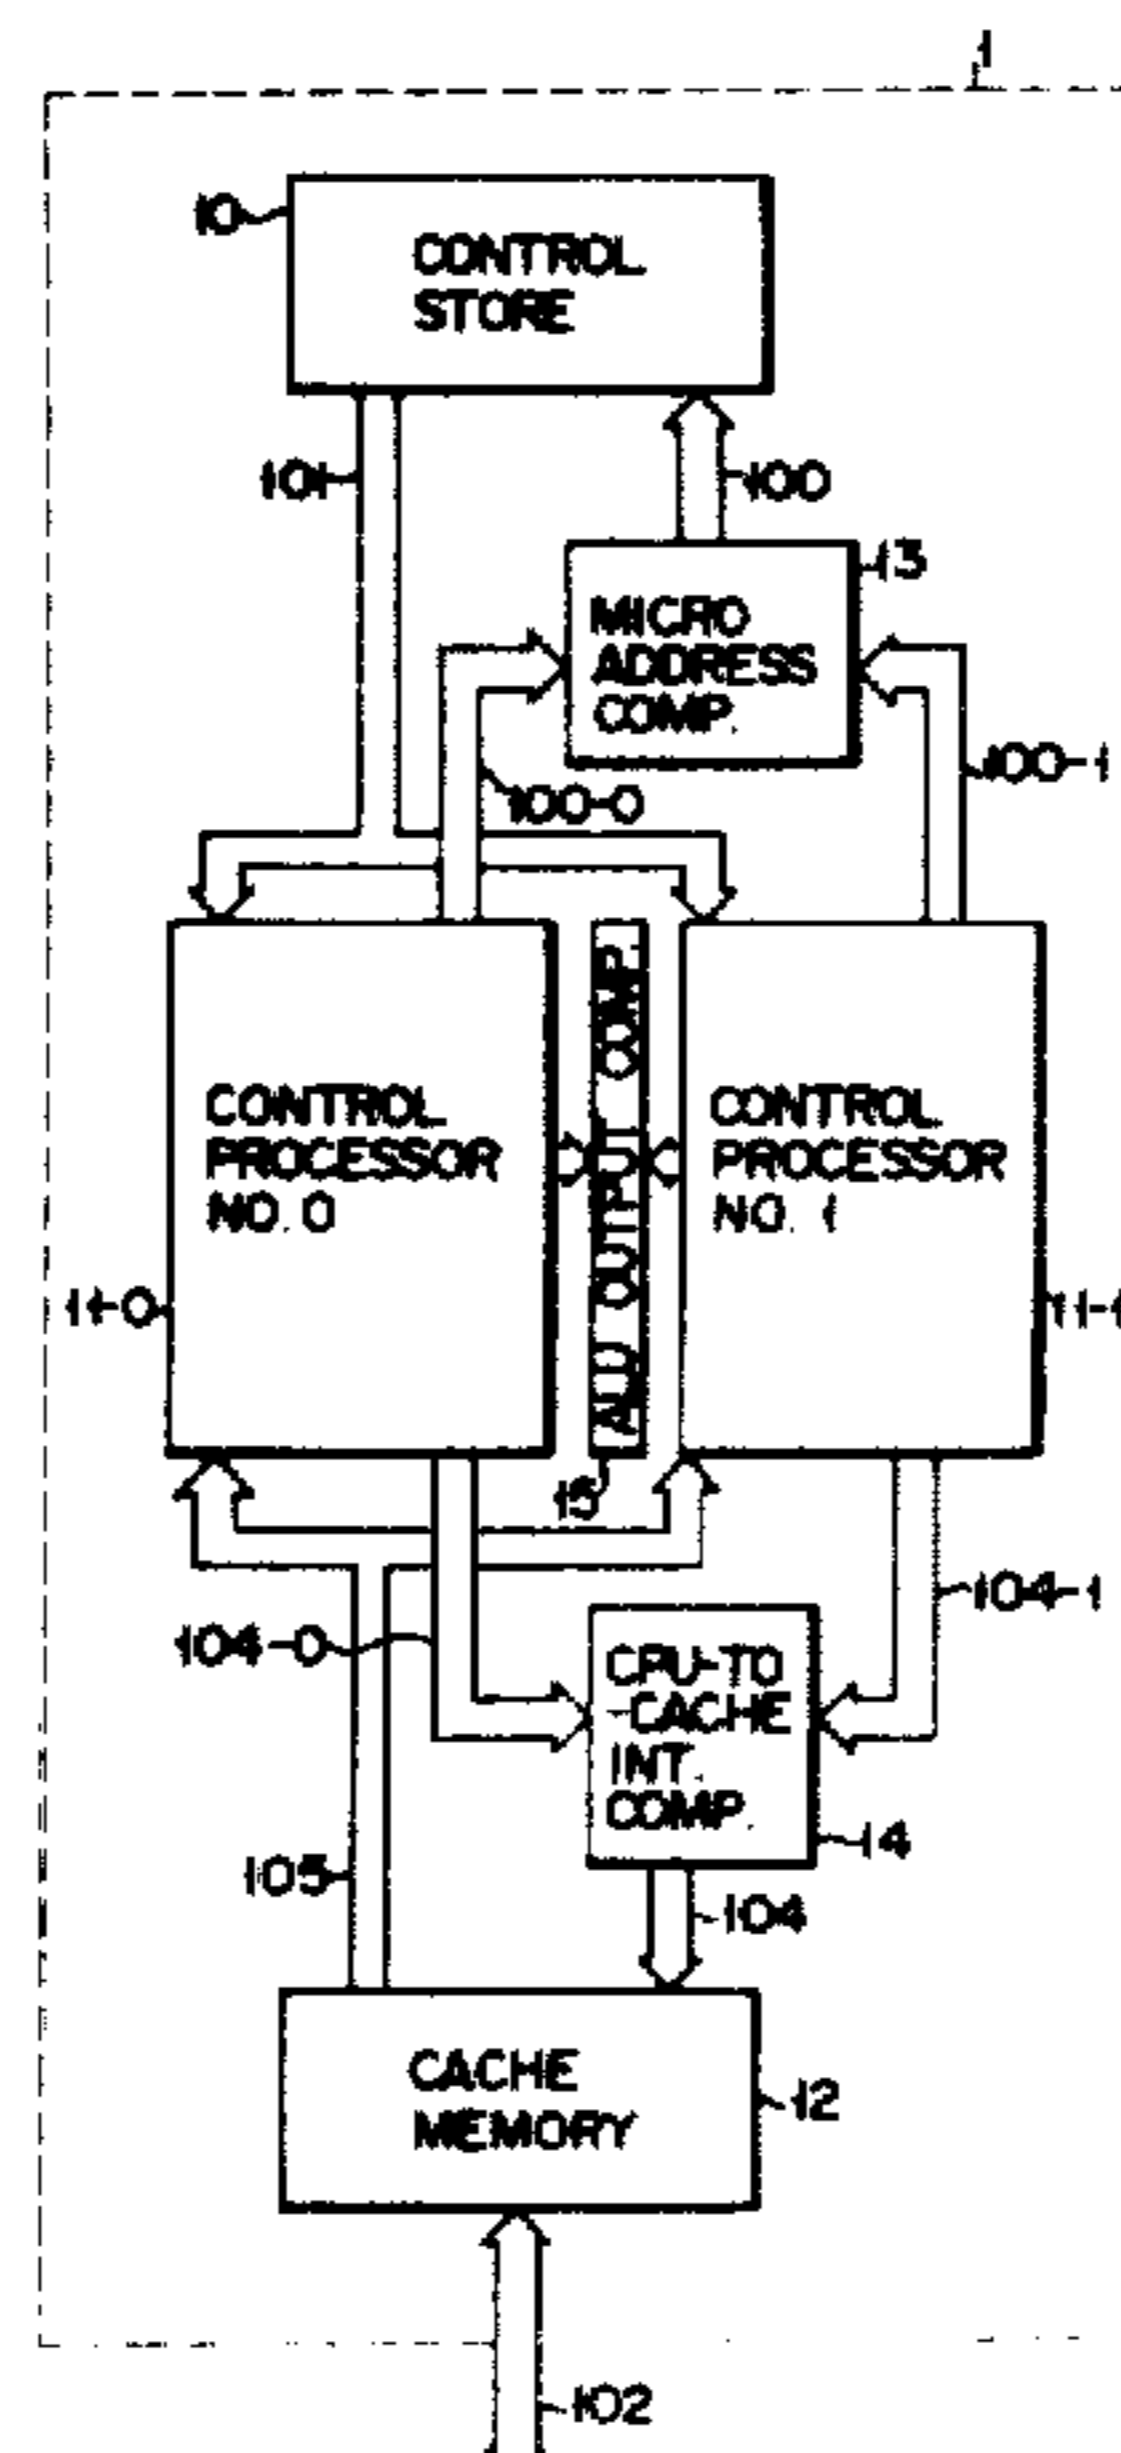 1
10
CONTROL
STORE
101
100
13
MICRO
ADDRESS
COMP.
100-0
100-1
CONTROL
PROCESSOR
NO. 0
OUTPUT COMP.
CONTROL
PROCESSOR
NO. 1
11-0
11-1
15
104-0
104-1
CPU-TO
-CACHE
INT.
COMP.
14
104
CACHE
MEMORY
12
102